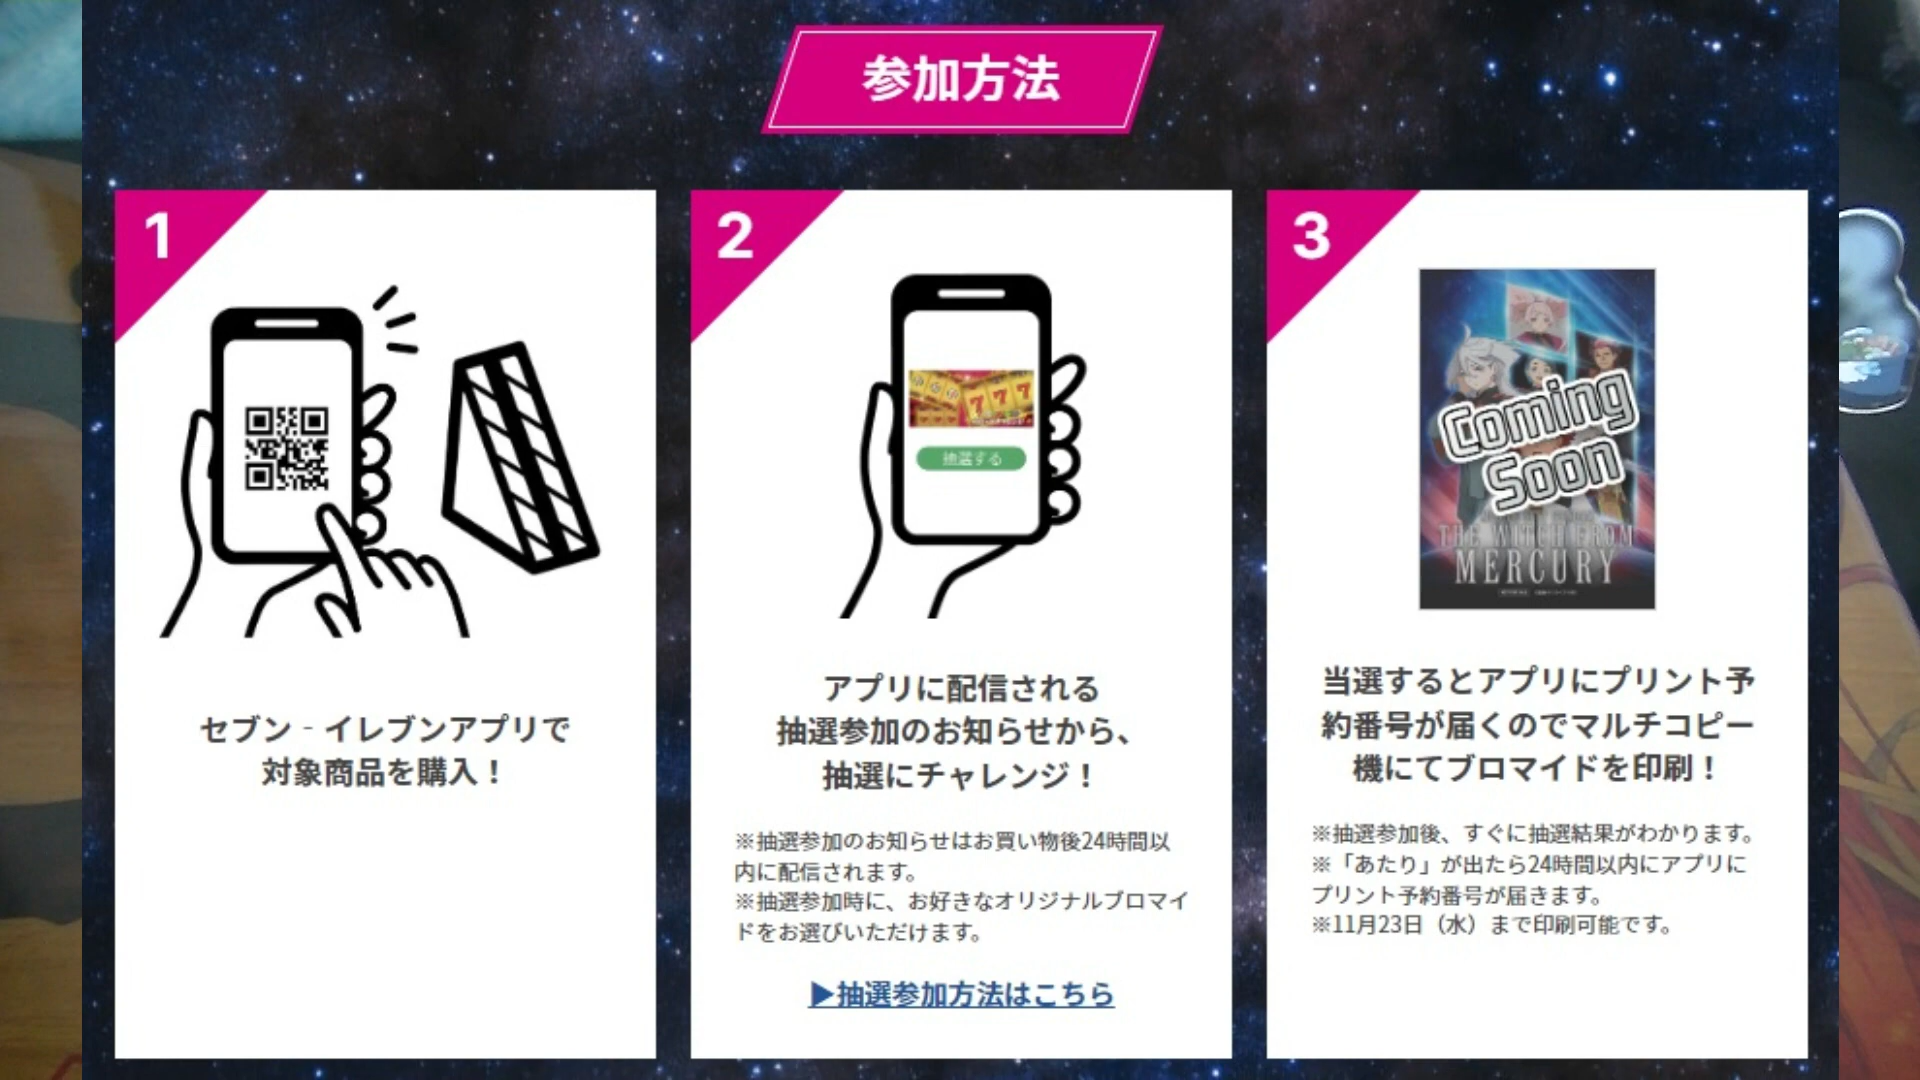 参加方法
1
セブン‐イレブンアプリで
対象商品を購入！
2
7 7 7
抽選する
アプリに配信される
抽選参加のお知らせから、
抽選にチャレンジ！
※抽選参加のお知らせはお買い物後24時間以
内に配信されます。
※抽選参加時に、お好きなオリジナルブロマイ
ドをお選びいただけます。
▶抽選参加方法はこちら
3
Coming
Soon
THE WITCH FROM
MERCURY
当選するとアプリにプリント予
約番号が届くのでマルチコピー
機にてブロマイドを印刷！
※抽選参加後、すぐに抽選結果がわかります。
※「あたり」が出たら24時間以内にアプリに
プリント予約番号が届きます。
※11月23日（水）まで印刷可能です。